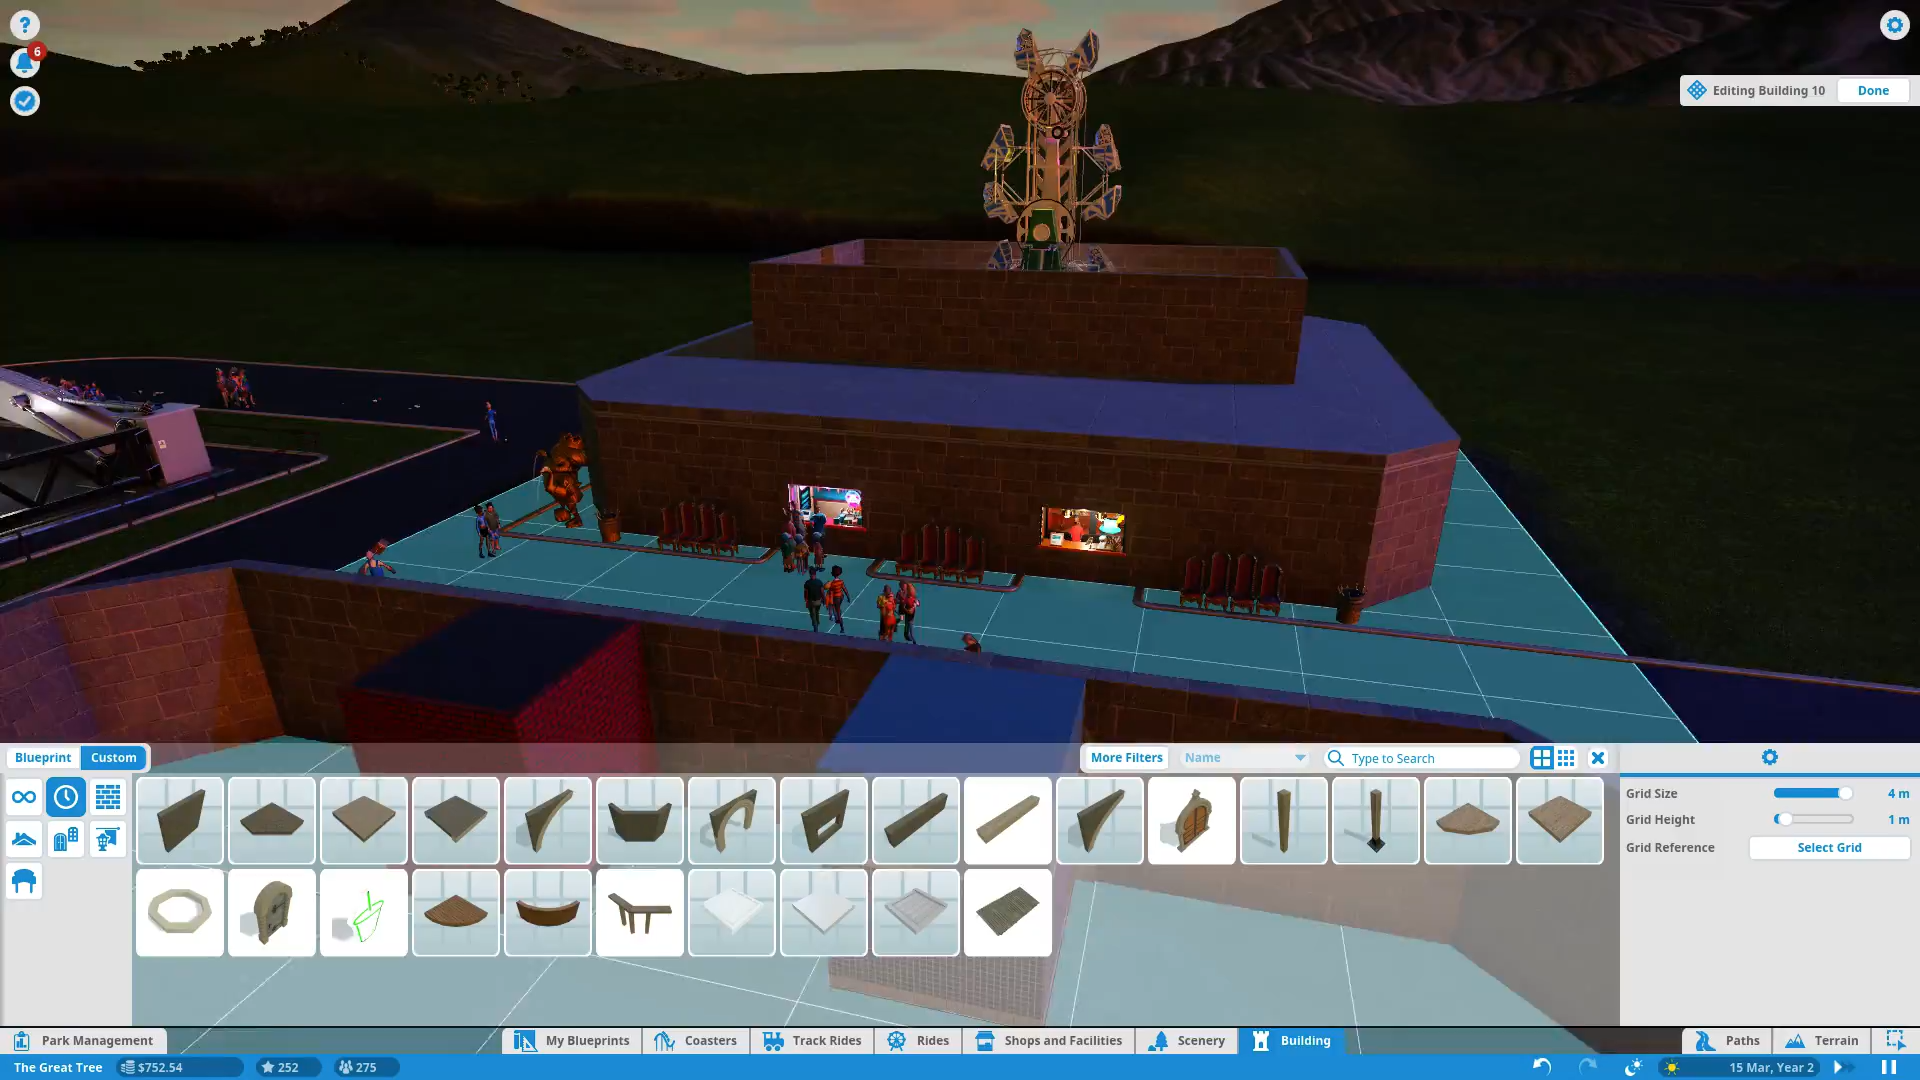 ?
6
Editing Building 10 Done
Blueprint Custom More Filters Name Type to Search
Grid Size 4 m
Grid Height 1 m
Grid Reference Select Grid
Park Management My Blueprints Coasters Track Rides Rides Shops and Facilities Scenery Building Paths Terrain
The Great Tree $752.54 252 275 15 Mar, Year 2